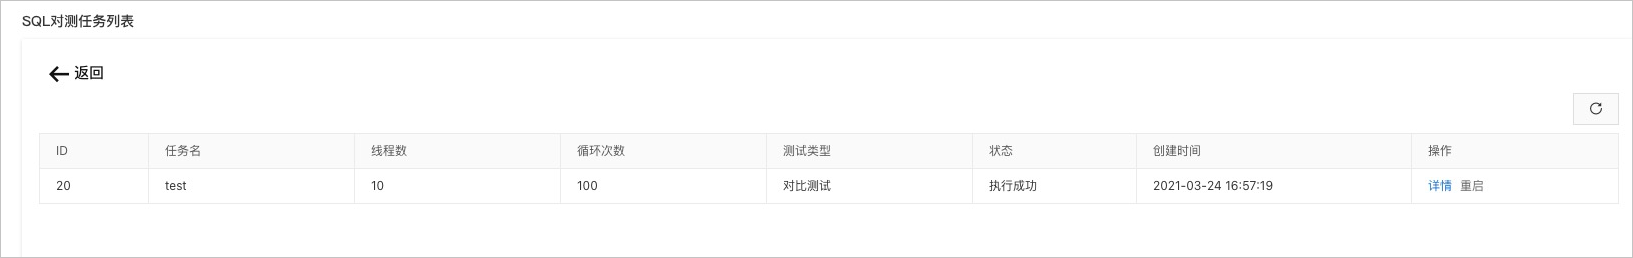 SQL对测任务列表
返回
ID 任务名 线程数 循环次数 测试类型 状态 创建时间 操作
20 test 10 100 对比测试 执行成功 2021-03-24 16:57:19 详情 重启